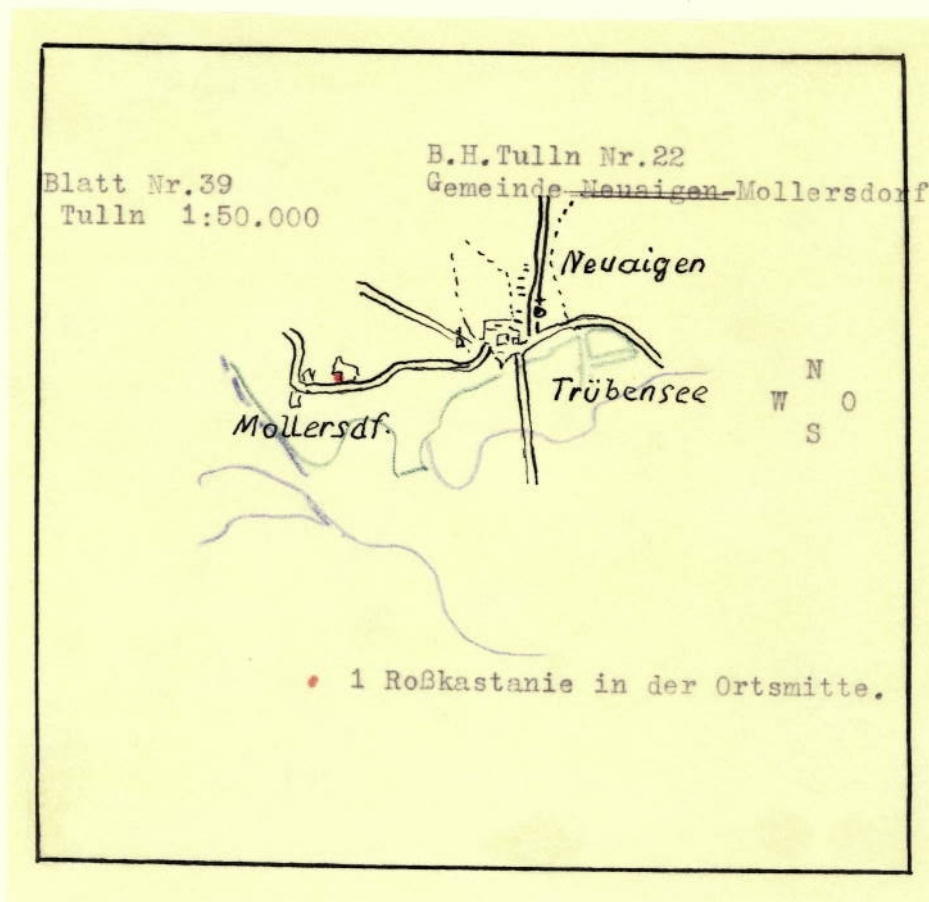 B.H.Tulln Nr.22
Blatt Nr.39
Gemeinde Neuaigen-Mollersdorf
Tulln 1:50.000
Neuaigen
Trübensee
Mollersdf.
N
W O
S
1 Roßkastanie in der Ortsmitte.